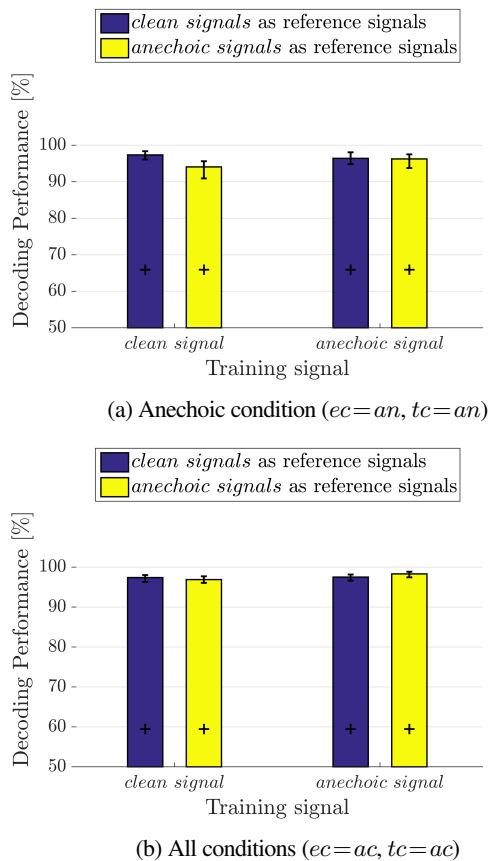 clean signals as reference signals
anechoic signals as reference signals
Decoding Performance [%]
100
90
80
70
60
50
clean signal
anechoic signal
Training signal
(a) Anechoic condition (ec=an, tc=an)
clean signals as reference signals
anechoic signals as reference signals
Decoding Performance [%]
100
90
80
70
60
50
clean signal
anechoic signal
Training signal
(b) All conditions (ec=ac, tc=ac)